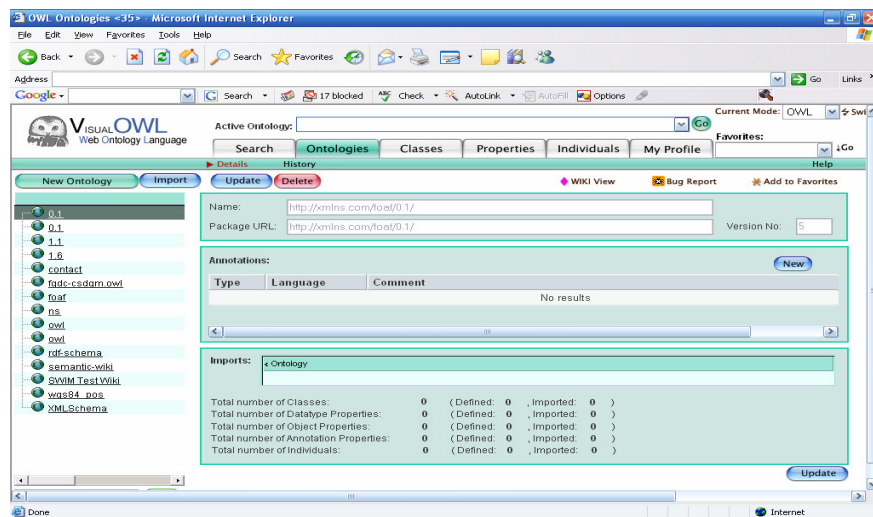 OWL Ontologies <35> - Microsoft Internet Explorer
File Edit View Favorites Tools Help
Back Search Favorites
Address Go Links »
Google Search 17 blocked ABC Check AutoLink AutoFill Options
VISUALOWL
Web Ontology Language
Active Ontology: Go
Current Mode: OWL Swi
Favorites:
Go
Search Ontologies Classes Properties Individuals My Profile
Details History Help
New Ontology Import Update Delete WIKI View Bug Report Add to Favorites
0.1
0.1
1.1
1.6
contact
fgdc-csdgm.owl
foaf
ns
owl
owl
rdf-schema
semantic-wiki
SWIM Test Wiki
wgs84_pos
XMLSchema
Name: http://xmlns.com/foaf/0.1/
Package URL: http://xmlns.com/foaf/0.1/ Version No: 5
Annotations:
New
Type Language Comment
No results
Imports: < Ontology
Total number of Classes: 0 ( Defined: 0 , Imported: 0 )
Total number of Datatype Properties: 0 ( Defined: 0 , Imported: 0 )
Total number of Object Properties: 0 ( Defined: 0 , Imported: 0 )
Total number of Annotation Properties: 0 ( Defined: 0 , Imported: 0 )
Total number of Individuals: 0 ( Defined: 0 , Imported: 0 )
Update
Done Internet